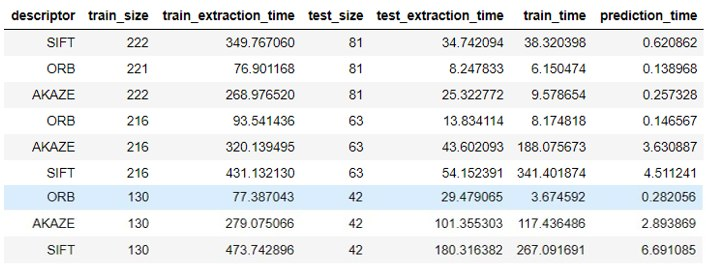 descriptor train_size train_extraction_time test_size test_extraction_time train_time prediction_time
SIFT 222 349.767060 81 34.742094 38.320398 0.620862
ORB 221 76.901168 81 8.247833 6.150474 0.138968
AKAZE 222 268.976520 81 25.322772 9.578654 0.257328
ORB 216 93.541436 63 13.834114 8.174818 0.146567
AKAZE 216 320.139495 63 43.602093 188.075673 3.630887
SIFT 216 431.132130 63 54.152391 341.401874 4.511241
ORB 130 77.387043 42 29.479065 3.674592 0.282056
AKAZE 130 279.075066 42 101.355303 117.436486 2.893869
SIFT 130 473.742896 42 180.316382 267.091691 6.691085